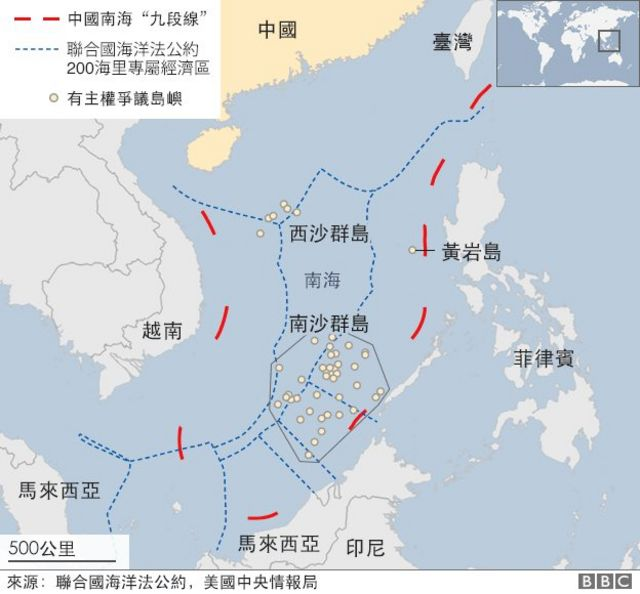 中國南海“九段線”
聯合國海洋法公約
200海里專屬經濟區
有主權爭議島嶼
中國
臺灣
西沙群島
黃岩島
南海
南沙群島
越南
菲律賓
馬來西亞
馬來西亞
印尼
500公里
來源：聯合國海洋法公約，美國中央情報局
BBC